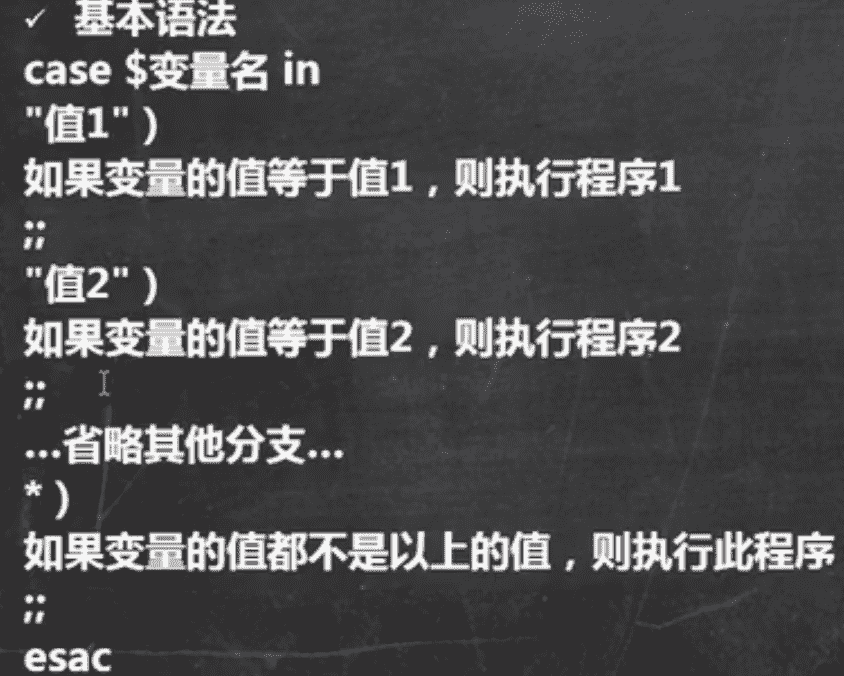 ✓ 基本语法
case $变量名 in
"值1" )
如果变量的值等于值1，则执行程序1
;;
"值2" )
如果变量的值等于值2，则执行程序2
;;
...省略其他分支...
* )
如果变量的值都不是以上的值，则执行此程序
;;
esac